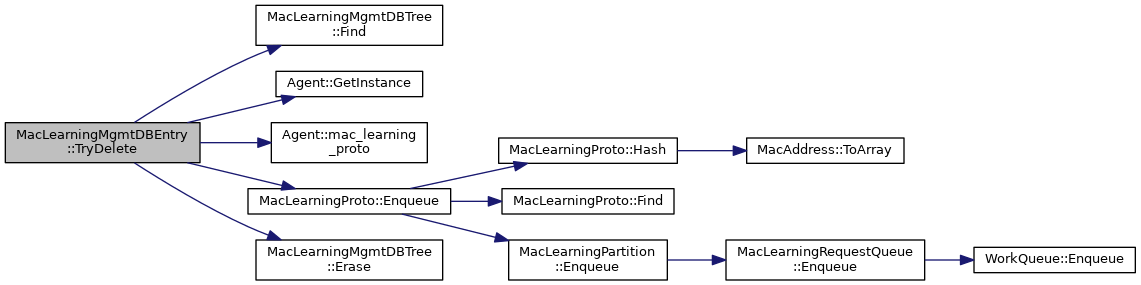 MacLearningMgmtDBEntry
::TryDelete
MacLearningMgmtDBTree
::Find
Agent::GetInstance
Agent::mac_learning
_proto
MacLearningProto::Enqueue
MacLearningMgmtDBTree
::Erase
MacLearningProto::Hash
MacLearningProto::Find
MacLearningPartition
::Enqueue
MacAddress::ToArray
MacLearningRequestQueue
::Enqueue
WorkQueue::Enqueue